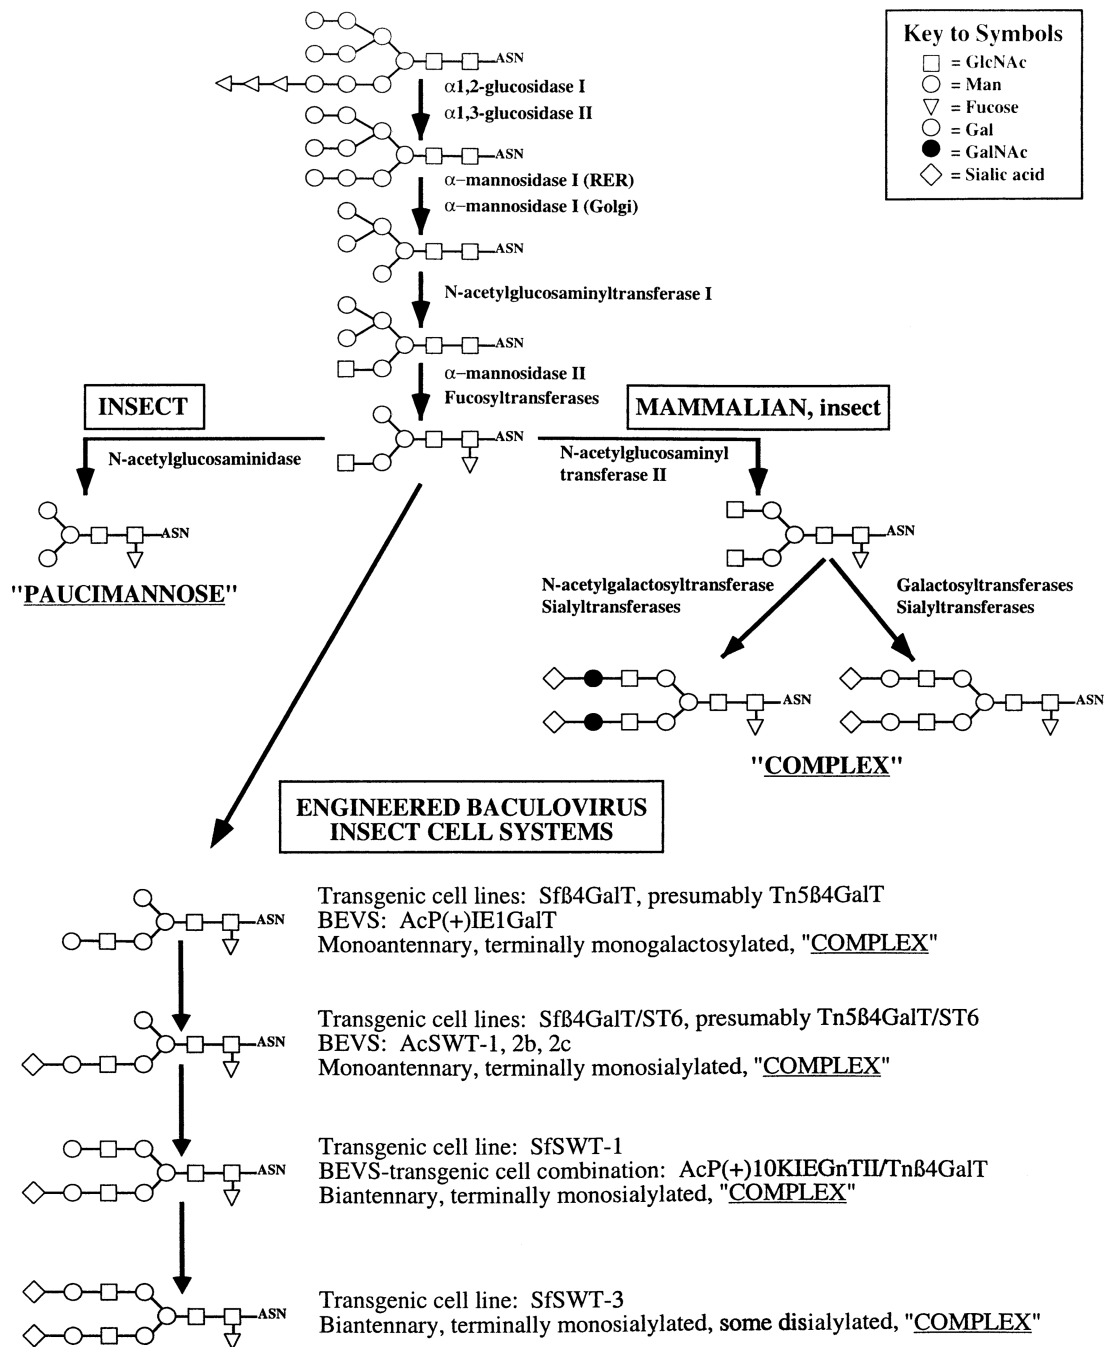 Key to Symbols
= GlcNAc
= Man
= Fucose
= Gal
= GalNAc
= Sialic acid
ASN
α1,2-glucosidase I
α1,3-glucosidase II
ASN
α–mannosidase I (RER)
α–mannosidase I (Golgi)
ASN
N-acetylglucosaminyltransferase I
ASN
α–mannosidase II
Fucosyltransferases
INSECT
MAMMALIAN, insect
ASN
N-acetylglucosaminidase
N-acetylglucosaminyl
transferase II
ASN
"PAUCIMANNOSE"
ASN
N-acetylgalactosyltransferase
Sialyltransferases
Galactosyltransferases
Sialyltransferases
ASN
ASN
"COMPLEX"
ENGINEERED BACULOVIRUS
INSECT CELL SYSTEMS
ASN
Transgenic cell lines: Sfß4GalT, presumably Tn5ß4GalT
BEVS: AcP(+)IE1GalT
Monoantennary, terminally monogalactosylated, "COMPLEX"
ASN
Transgenic cell lines: Sfß4GalT/ST6, presumably Tn5ß4GalT/ST6
BEVS: AcSWT-1, 2b, 2c
Monoantennary, terminally monosialylated, "COMPLEX"
ASN
Transgenic cell line: SfSWT-1
BEVS-transgenic cell combination: AcP(+)10KIEGnTII/Tnß4GalT
Biantennary, terminally monosialylated, "COMPLEX"
ASN
Transgenic cell line: SfSWT-3
Biantennary, terminally monosialylated, some disialylated, "COMPLEX"